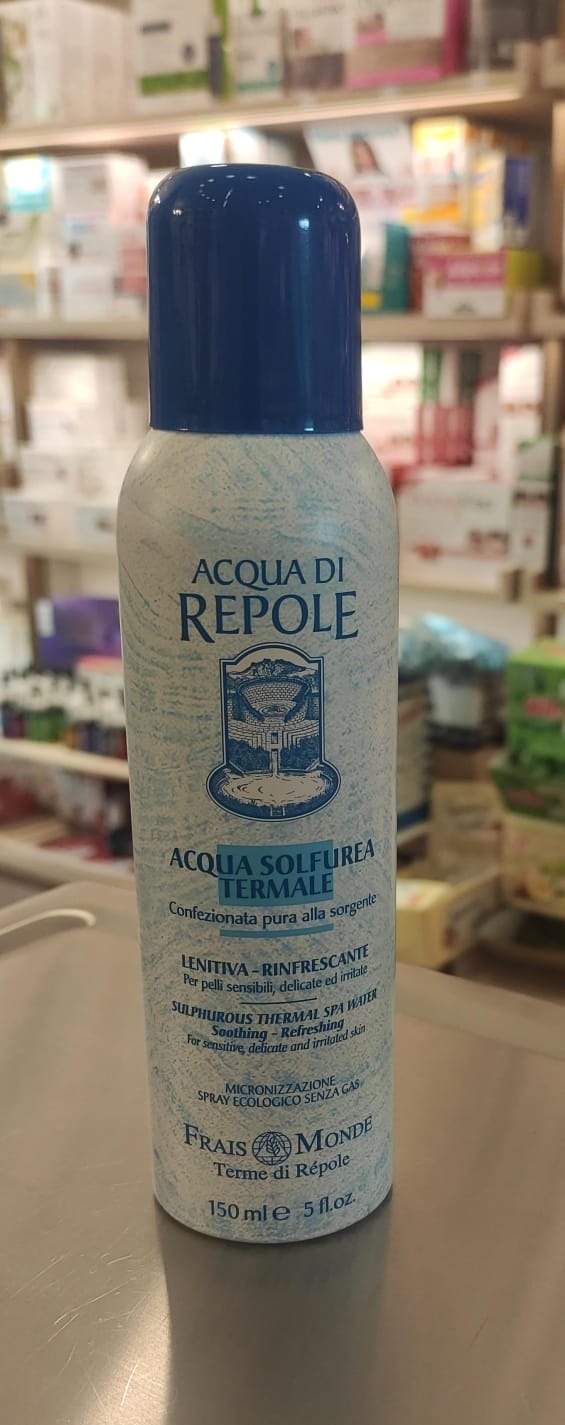 ACQUA DI
REPOLE
ACQUA SOLFUREA
TERMALE
Confezionata pura alla sorgente
LENITIVA - RINFRESCANTE
Per pelli sensibili, delicate ed irritate
SULPHUROUS THERMAL SPA WATER
Soothing - Refreshing
For sensitive, delicate and irritated skin
MICRONIZZAZIONE
SPRAY ECOLOGICO SENZA GAS
FRAIS MONDE
Terme di Répole
150 ml e 5 fl.oz.